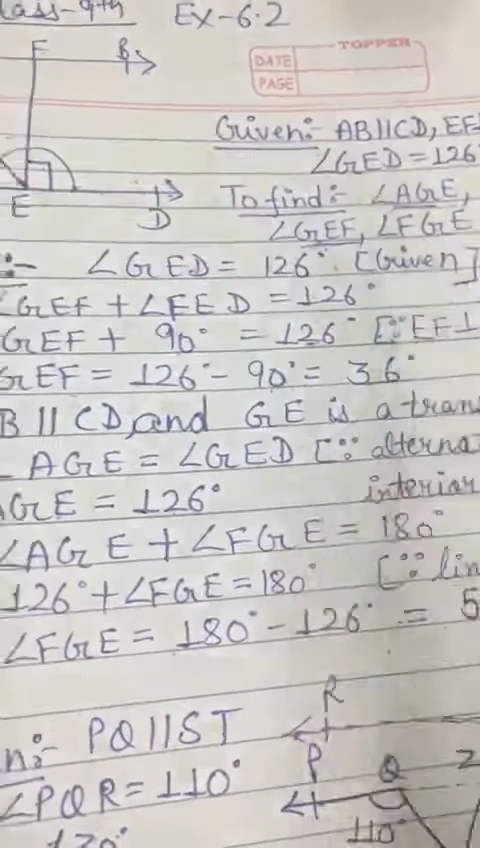 Class-9th Ex-6.2
F B
TOPPER
DATE
PAGE
Given:- AB||CD, EF
∠GED=126°
E D
To find:- ∠AGE,
∠GEF, ∠FGE
:- ∠GED = 126° [Given]
∠GEF + ∠FED = 126°
GEF + 90° = 126° [∵EF⊥
GEF = 126° - 90° = 36°
B || CD, and GE is a trans
∠AGE = ∠GED [∵ alterna
AGE = 126° interior
∠AGE + ∠FGE = 180°
126° + ∠FGE = 180° [∵ lin
∠FGE = 180° - 126° = 5
R
n:- PQ||ST
P Q
∠PQR = 110°
110°